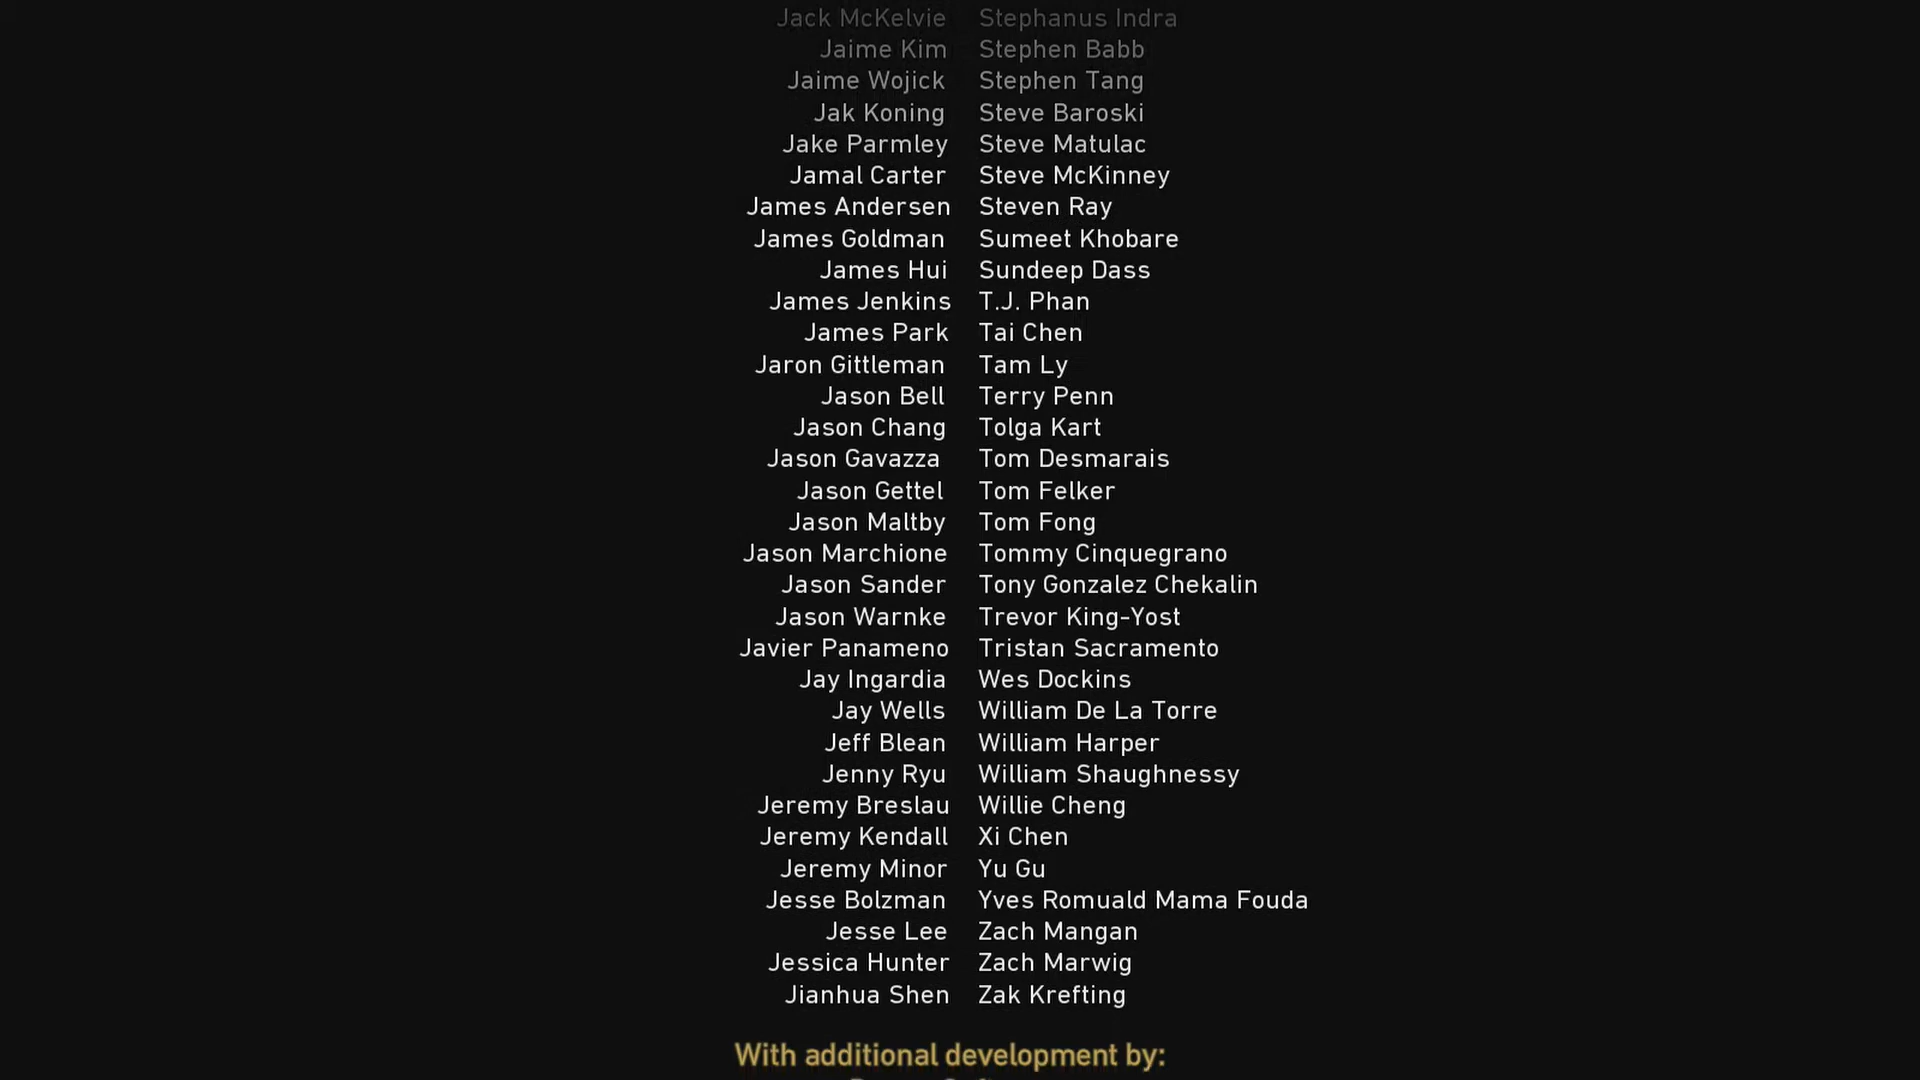 Jack McKelvie Stephanus Indra
Jaime Kim Stephen Babb
Jaime Wojick Stephen Tang
Jak Koning Steve Baroski
Jake Parmley Steve Matulac
Jamal Carter Steve McKinney
James Andersen Steven Ray
James Goldman Sumeet Khobare
James Hui Sundeep Dass
James Jenkins T.J. Phan
James Park Tai Chen
Jaron Gittleman Tam Ly
Jason Bell Terry Penn
Jason Chang Tolga Kart
Jason Gavazza Tom Desmarais
Jason Gettel Tom Felker
Jason Maltby Tom Fong
Jason Marchione Tommy Cinquegrano
Jason Sander Tony Gonzalez Chekalin
Jason Warnke Trevor King-Yost
Javier Panameno Tristan Sacramento
Jay Ingardia Wes Dockins
Jay Wells William De La Torre
Jeff Blean William Harper
Jenny Ryu William Shaughnessy
Jeremy Breslau Willie Cheng
Jeremy Kendall Xi Chen
Jeremy Minor Yu Gu
Jesse Bolzman Yves Romuald Mama Fouda
Jesse Lee Zach Mangan
Jessica Hunter Zach Marwig
Jianhua Shen Zak Krefting
With additional development by: